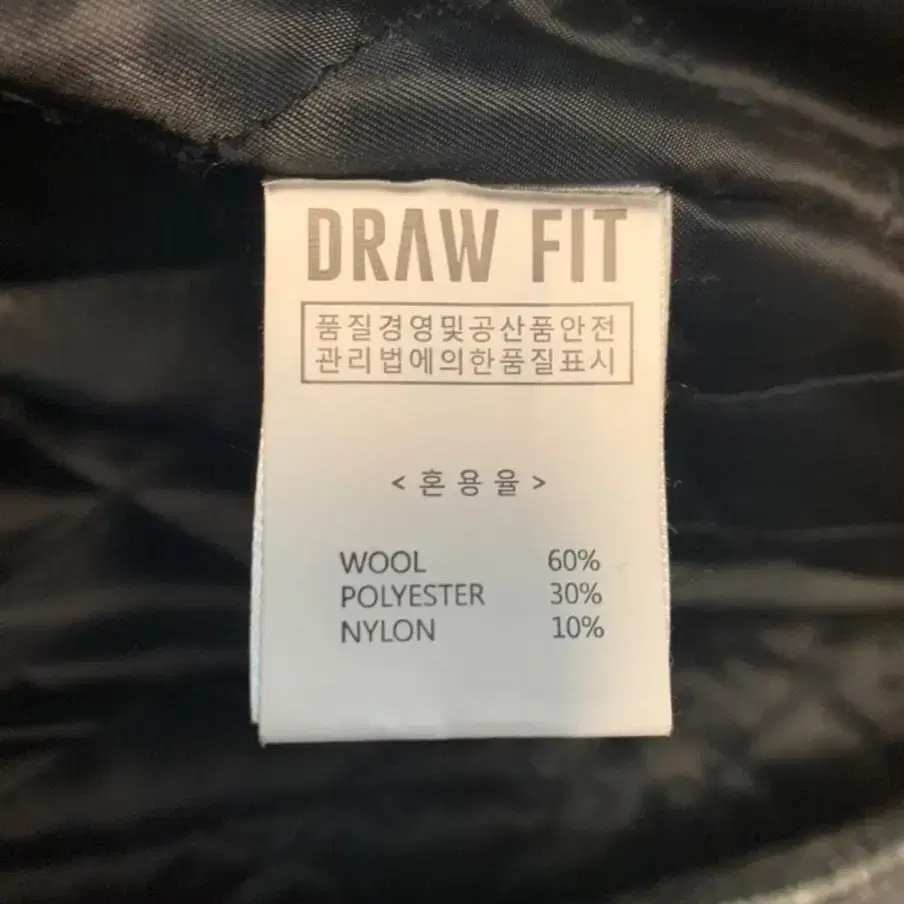 DRAW FIT
품질경영및공산품안전
관리법에의한품질표시
<혼용율>
WOOL 60%
POLYESTER 30%
NYLON 10%